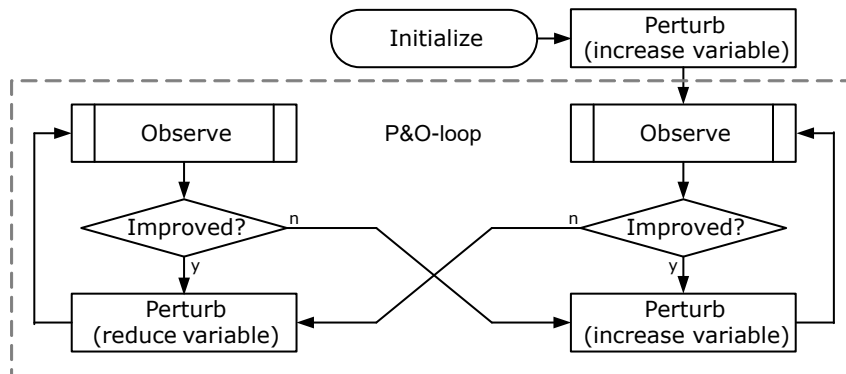 Initialize
Perturb
(increase variable)
Observe
P&O-loop
Observe
Improved?
n
n
Improved?
y
y
Perturb
(reduce variable)
Perturb
(increase variable)